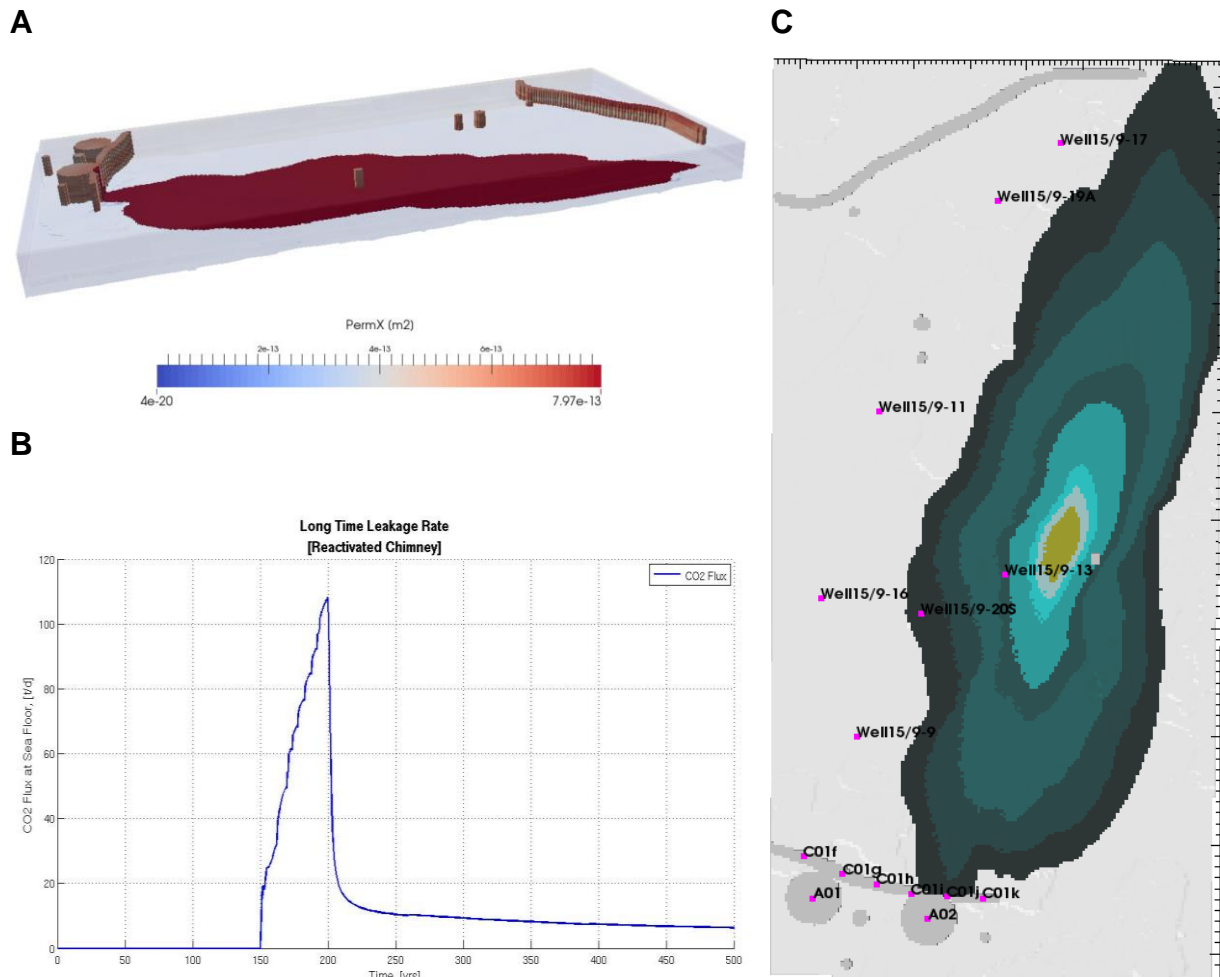 A
PermX (m2)
2e-13 4e-13 6e-13
4e-20 7.97e-13
B
Long Time Leakage Rate
[Reactivated Chimney]
CO2 Flux
CO2 Flux at Sea Floor, [t/d]
120
100
80
60
40
20
0
0 50 100 150 200 250 300 350 400 450 500
Time, [yrs]
C
Well15/9-17
Well15/9-19A
Well15/9-11
Well15/9-13
Well15/9-16
Well15/9-20S
Well15/9-9
C01f
C01g
C01h
C01i
C01j
C01k
A01
A02